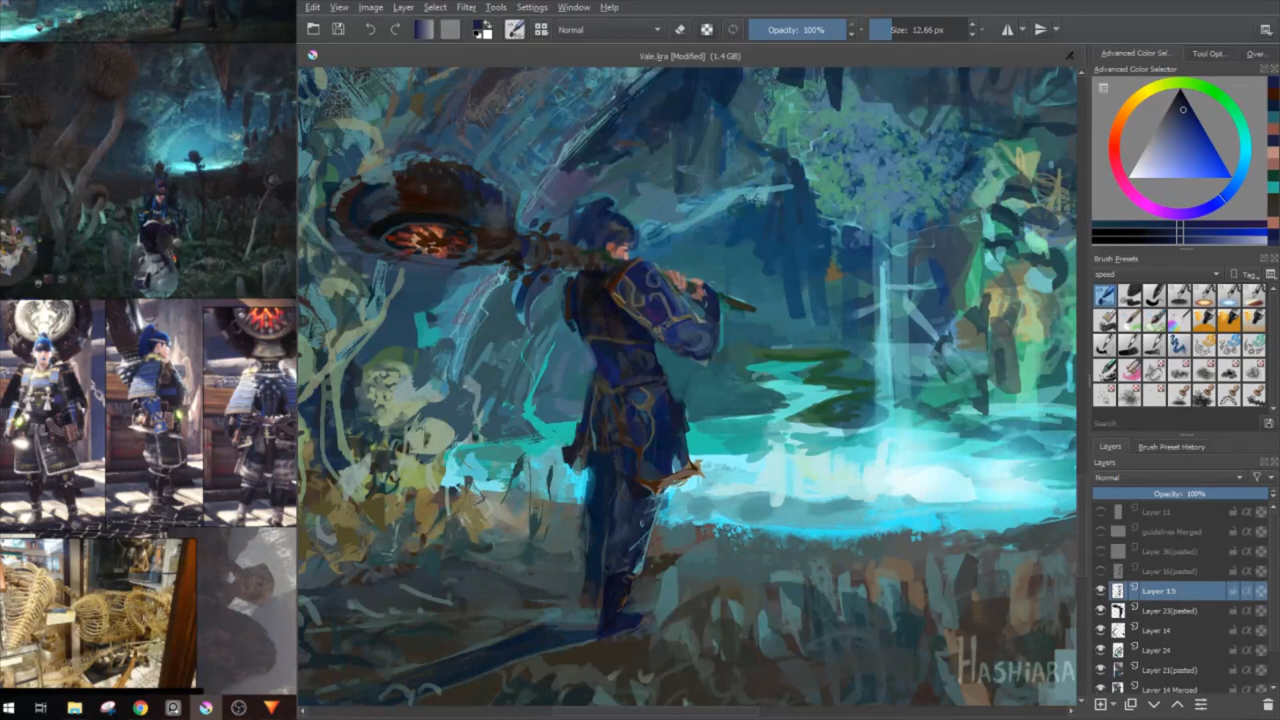 Edit View Image Layer Select Filter Tools Settings Window Help
Normal
Opacity: 100%
Size: 12.66 px
Vale.kra [Modified] (1.4 GiB)
Advanced Color Sel...
Tool Opt...
Over...
Advanced Color Selector
Brush Presets
speed
Tag
Search
Layers
Brush Preset History
Layers
Normal
Opacity: 100%
Layer 11
guidelines Merged
Layer 36(pasted)
Layer 16(pasted)
Layer 15
Layer 23(pasted)
Layer 14
Layer 24
Layer 21(pasted)
Layer 14 Merged
HASHIARA